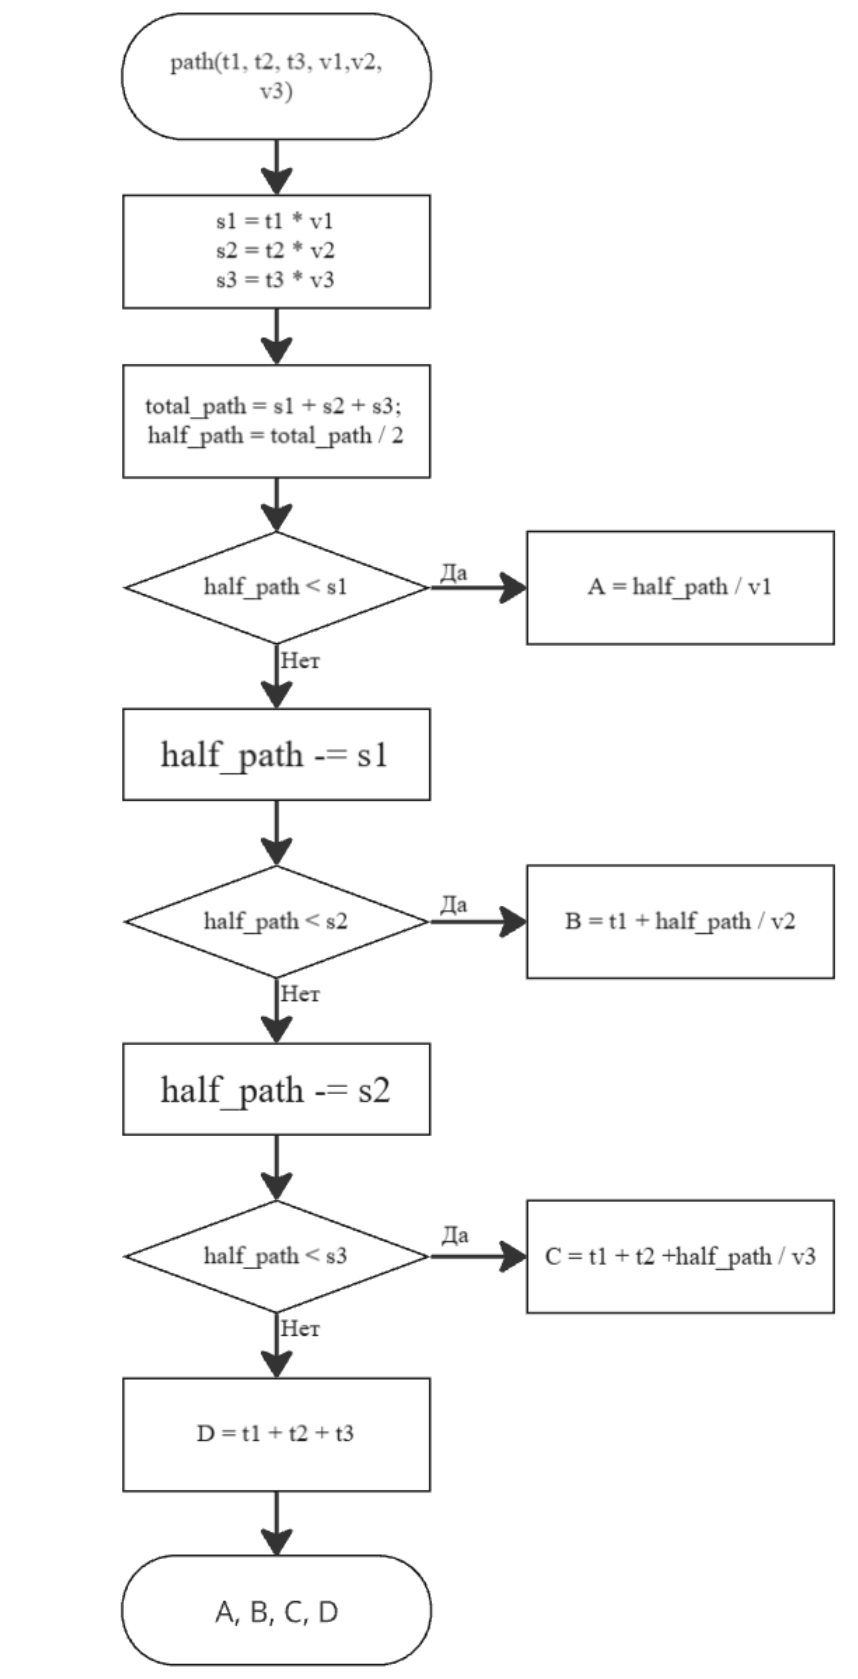 path(t1, t2, t3, v1,v2,
v3)
s1 = t1 * v1
s2 = t2 * v2
s3 = t3 * v3
total_path = s1 + s2 + s3;
half_path = total_path / 2
half_path < s1
Да
A = half_path / v1
Нет
half_path -= s1
half_path < s2
Да
B = t1 + half_path / v2
Нет
half_path -= s2
half_path < s3
Да
C = t1 + t2 +half_path / v3
Нет
D = t1 + t2 + t3
A, B, C, D